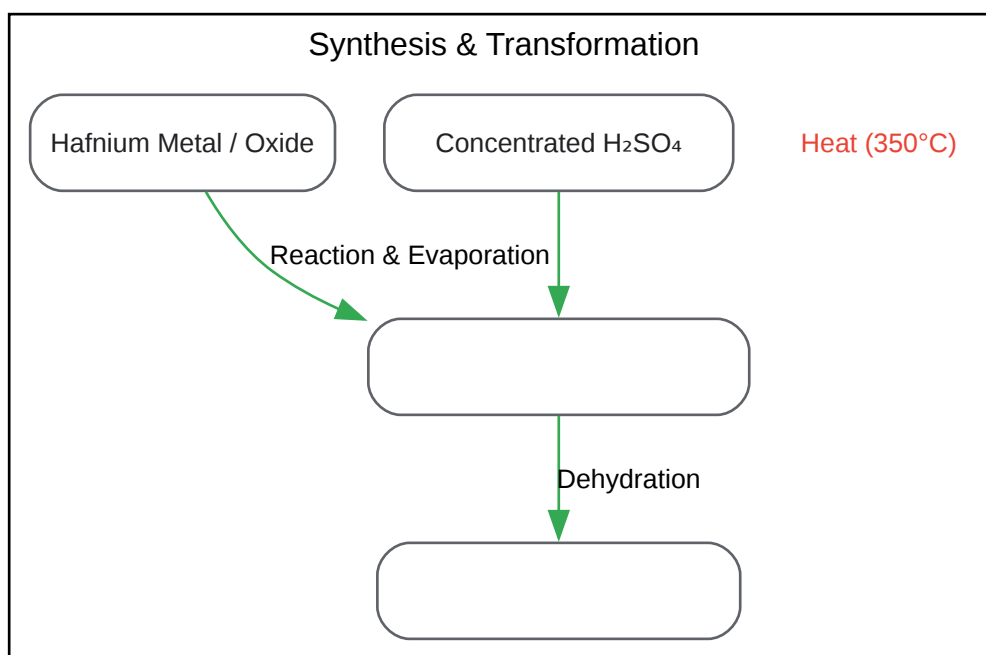 Synthesis & Transformation
Hafnium Metal / Oxide
Concentrated H₂SO₄
Heat (350°C)
Reaction & Evaporation
Dehydration